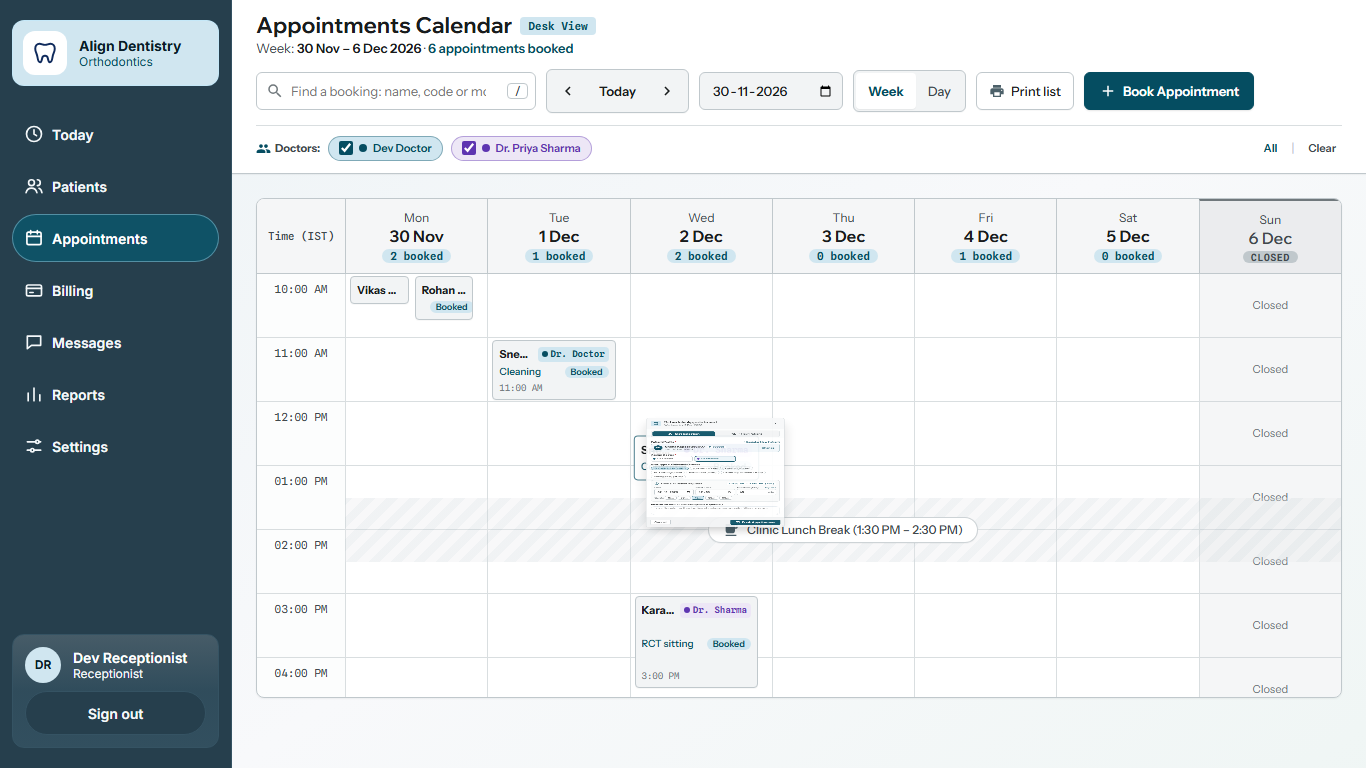 Align Dentistry
Orthodontics
Today
Patients
Appointments
Billing
Messages
Reports
Settings
DR
Dev Receptionist
Receptionist
Sign out
Appointments Calendar
Desk View
Week: 30 Nov – 6 Dec 2026 · 6 appointments booked
Find a booking: name, code or mo
/
Today
30-11-2026
Week
Day
Print list
Book Appointment
Doctors:
Dev Doctor
Dr. Priya Sharma
All
Clear
Time (IST)
Mon
30 Nov
2 booked
Tue
1 Dec
1 booked
Wed
2 Dec
2 booked
Thu
3 Dec
0 booked
Fri
4 Dec
1 booked
Sat
5 Dec
0 booked
Sun
6 Dec
CLOSED
10:00 AM
Vikas ...
Rohan ...
Booked
Closed
11:00 AM
Sne...
Dr. Doctor
Cleaning
Booked
11:00 AM
Closed
12:00 PM
Closed
01:00 PM
Closed
Clinic Lunch Break (1:30 PM – 2:30 PM)
02:00 PM
Closed
03:00 PM
Kara...
Dr. Sharma
RCT sitting
Booked
3:00 PM
Closed
04:00 PM
Closed